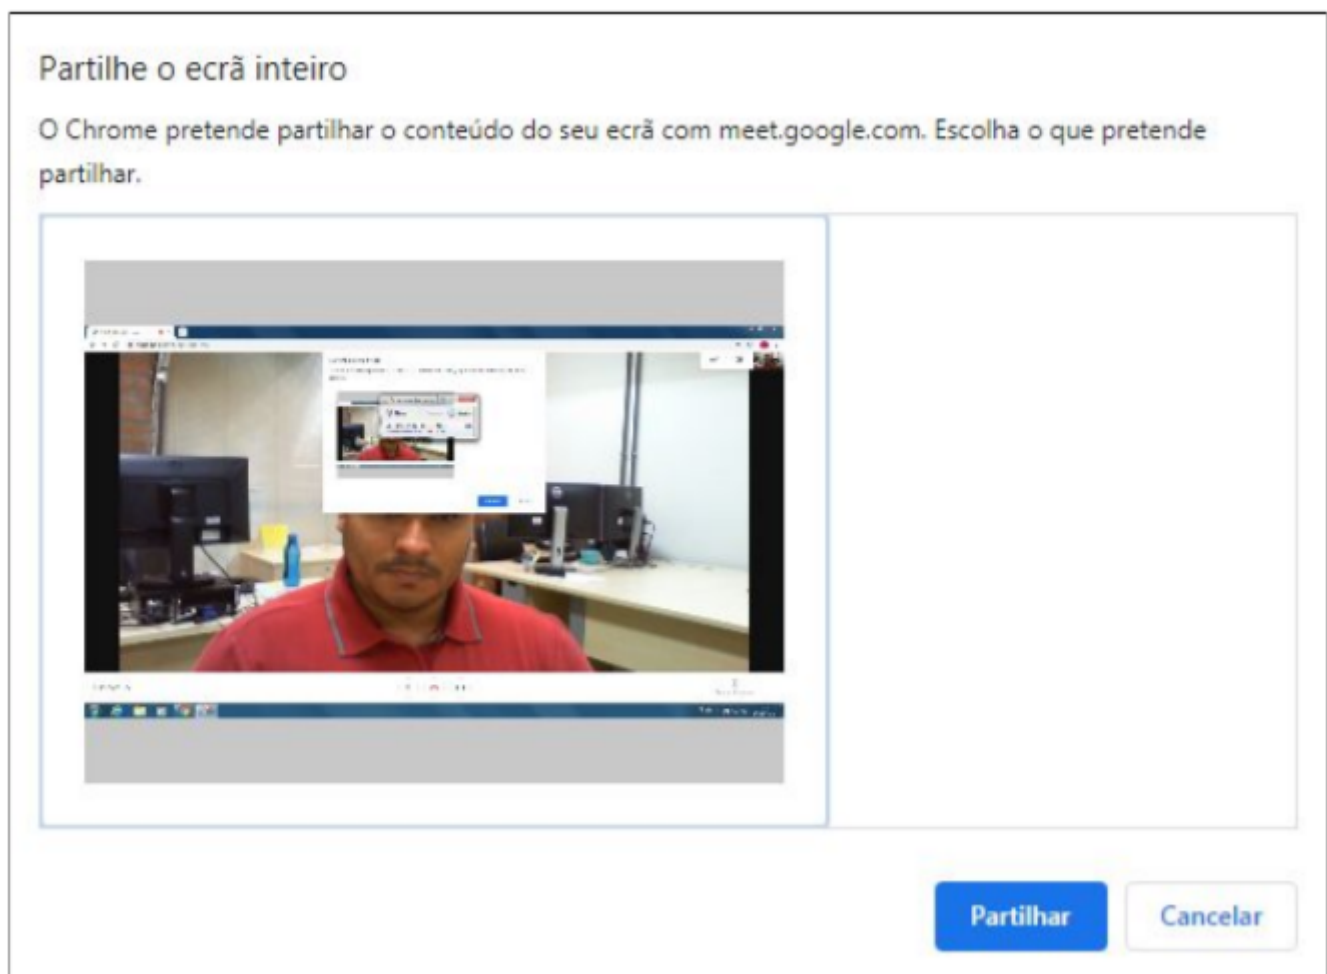 Partilhe o ecrã inteiro
O Chrome pretende partilhar o conteúdo do seu ecrã com meet.google.com. Escolha o que pretende
partilhar.
Partilhar
Cancelar